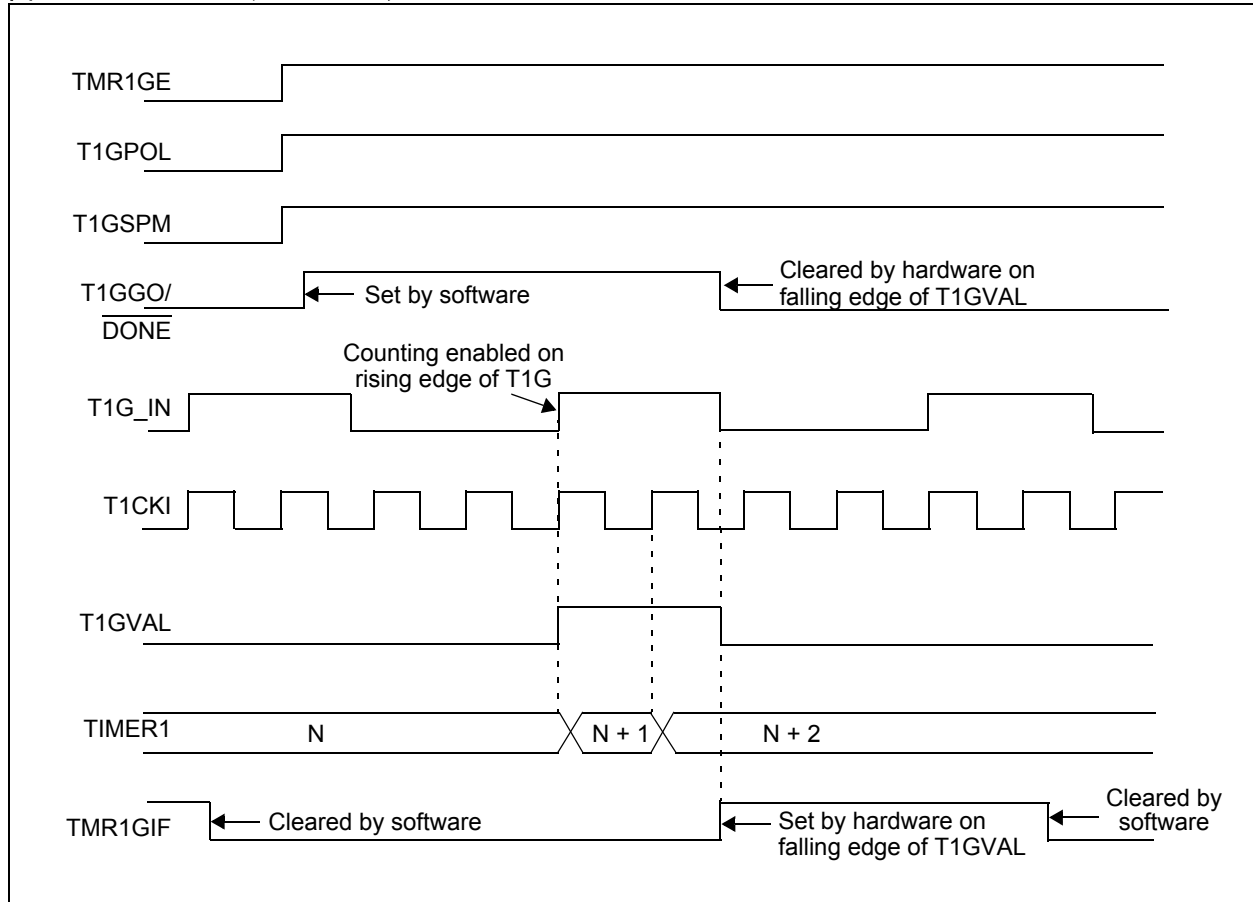 TMR1GE
T1GPOL
T1GSPM
T1GGO/
DONE
Set by software
Cleared by hardware on
falling edge of T1GVAL
Counting enabled on
rising edge of T1G
T1G_IN
T1CKI
T1GVAL
TIMER1
N
N + 1
N + 2
TMR1GIF
Cleared by software
Set by hardware on
falling edge of T1GVAL
Cleared by
software